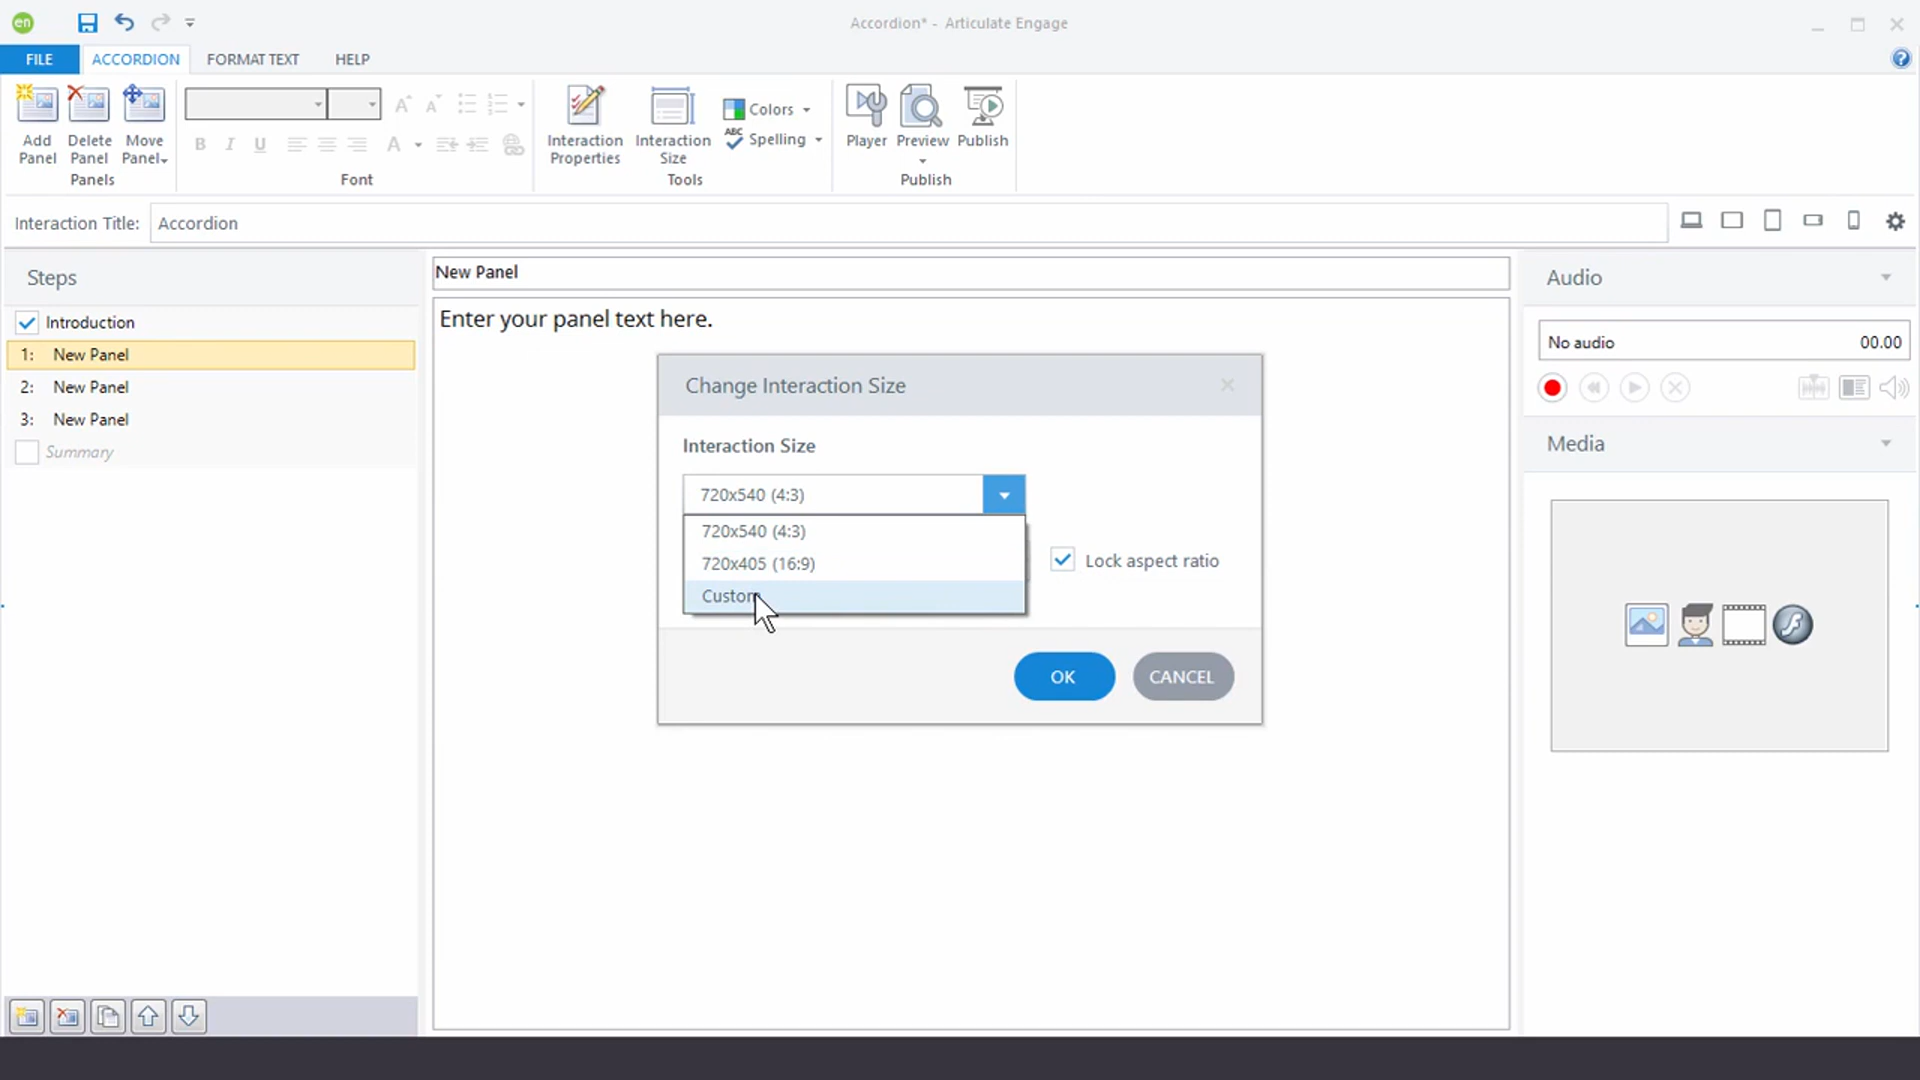 en
Accordion* - Articulate Engage
FILE
ACCORDION
FORMAT TEXT
HELP
Add Panel
Delete Panel
Move Panel
Panels
B I U A
Font
Interaction Properties
Interaction Size
Colors
ABC Spelling
Tools
Player
Preview
Publish
Publish
Interaction Title:
Accordion
Steps
Introduction
1: New Panel
2: New Panel
3: New Panel
Summary
New Panel
Enter your panel text here.
Change Interaction Size
Interaction Size
720x540 (4:3)
720x540 (4:3)
720x405 (16:9)
Custom
Lock aspect ratio
OK
CANCEL
Audio
No audio
00.00
Media